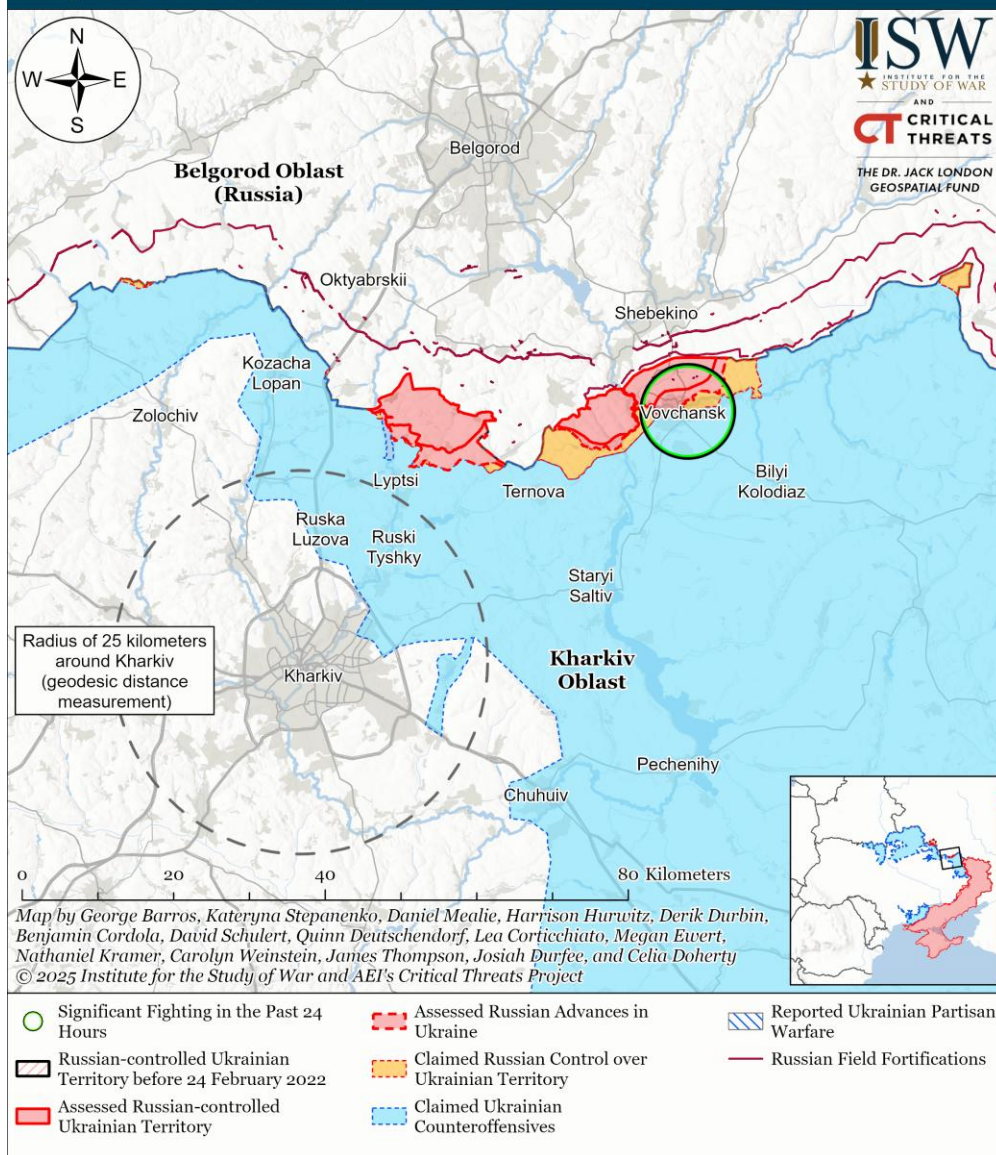 N
W E
S
ISW
INSTITUTE FOR THE
STUDY OF WAR
AND
CT CRITICAL
THREATS
THE DR. JACK LONDON
GEOSPATIAL FUND
Belgorod
Belgorod Oblast
(Russia)
Oktyabrskii
Shebekino
Kozacha
Lopan
Zolochiv
Vovchansk
Lyptsi
Ternova
Bilyi
Kolodiaz
Ruska
Luzova
Ruski
Tyshky
Staryi
Saltiv
Radius of 25 kilometers
around Kharkiv
(geodesic distance
measurement)
Kharkiv
Kharkiv
Oblast
Pechenihy
Chuhuiv
0 20 40 80 Kilometers
Map by George Barros, Kateryna Stepanenko, Daniel Mealie, Harrison Hurwitz, Derik Durbin,
Benjamin Cordola, David Schulert, Quinn Deutschendorf, Lea Corticchiato, Megan Ewert,
Nathaniel Kramer, Carolyn Weinstein, James Thompson, Josiah Durfee, and Celia Doherty
© 2025 Institute for the Study of War and AEI's Critical Threats Project
Significant Fighting in the Past 24
Hours
Russian-controlled Ukrainian
Territory before 24 February 2022
Assessed Russian-controlled
Ukrainian Territory
Assessed Russian Advances in
Ukraine
Claimed Russian Control over
Ukrainian Territory
Claimed Ukrainian
Counteroffensives
Reported Ukrainian Partisan
Warfare
Russian Field Fortifications